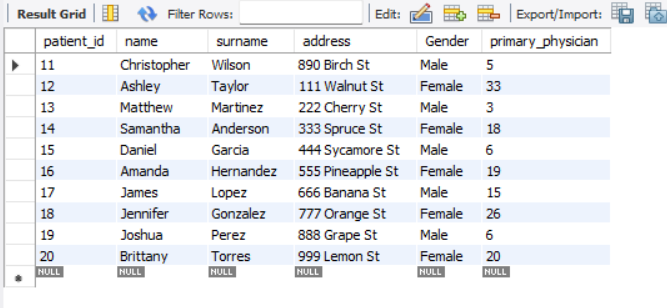 Result Grid Filter Rows: Edit: Export/Import:
patient_id name surname address Gender primary_physician
11 Christopher Wilson 890 Birch St Male 5
12 Ashley Taylor 111 Walnut St Female 33
13 Matthew Martinez 222 Cherry St Male 3
14 Samantha Anderson 333 Spruce St Female 18
15 Daniel Garcia 444 Sycamore St Male 6
16 Amanda Hernandez 555 Pineapple St Female 19
17 James Lopez 666 Banana St Male 15
18 Jennifer Gonzalez 777 Orange St Female 26
19 Joshua Perez 888 Grape St Male 6
20 Brittany Torres 999 Lemon St Female 20
NULL NULL NULL NULL NULL NULL